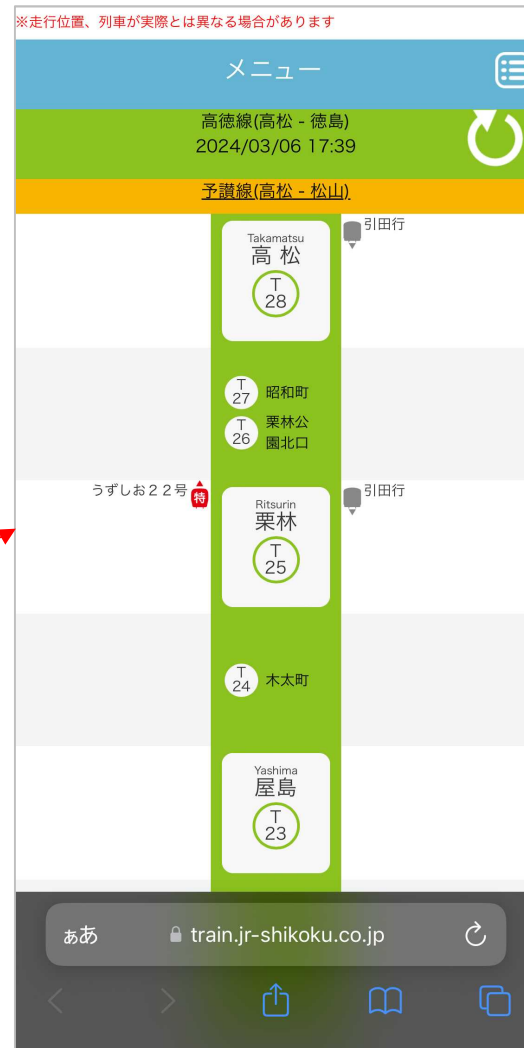 ※走行位置、列車が実際とは異なる場合があります
メニュー
高徳線(高松 - 徳島)
2024/03/06 17:39
予讃線(高松 - 松山)
Takamatsu
引田行
高 松
T
28
T
27
昭和町
T
26
栗林公
園北口
うずしお２２号
特
Ritsurin
引田行
栗林
T
25
T
24
木太町
Yashima
屋島
T
23
ぁあ
train.jr-shikoku.co.jp